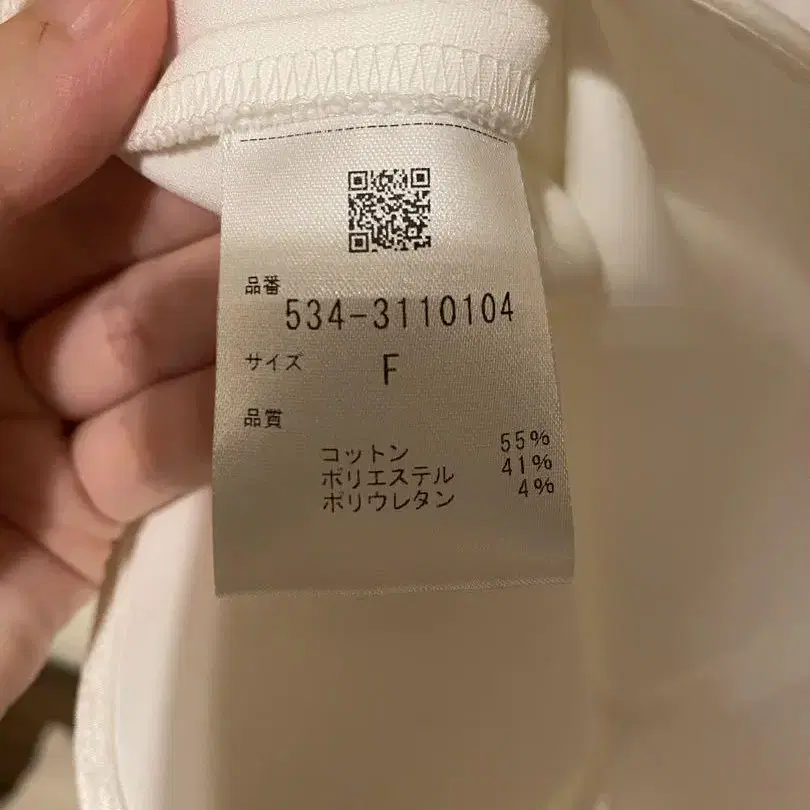 品番
534-3110104
サイズ F
品質
コットン 55%
ポリエステル 41%
ポリウレタン 4%